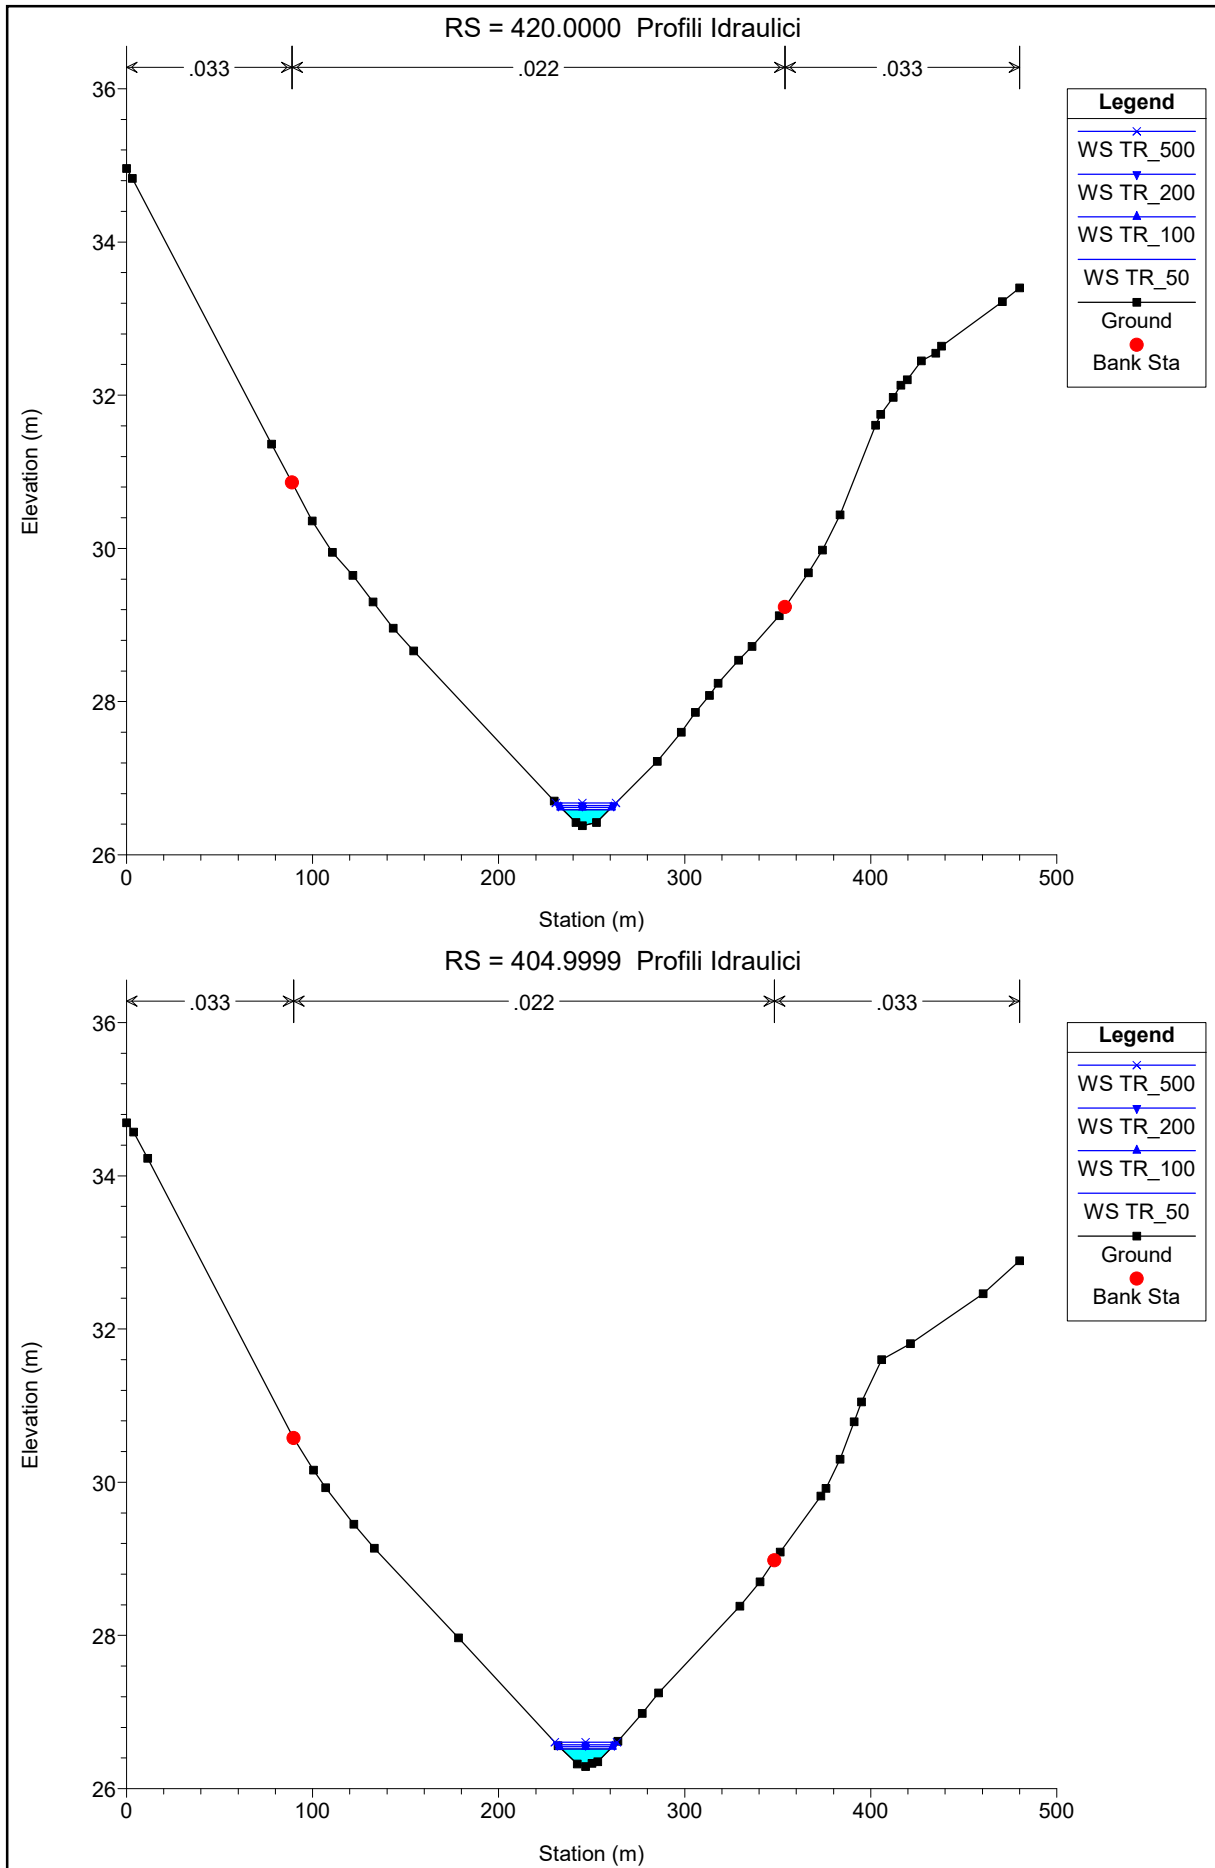 RS = 420.0000  Profili Idraulici
.033
.022
.033
36
34
32
30
28
26
Elevation (m)
0
100
200
300
400
500
Station (m)
Legend
WS TR_500
WS TR_200
WS TR_100
WS TR_50
Ground
Bank Sta
RS = 404.9999  Profili Idraulici
.033
.022
.033
36
34
32
30
28
26
Elevation (m)
0
100
200
300
400
500
Station (m)
Legend
WS TR_500
WS TR_200
WS TR_100
WS TR_50
Ground
Bank Sta